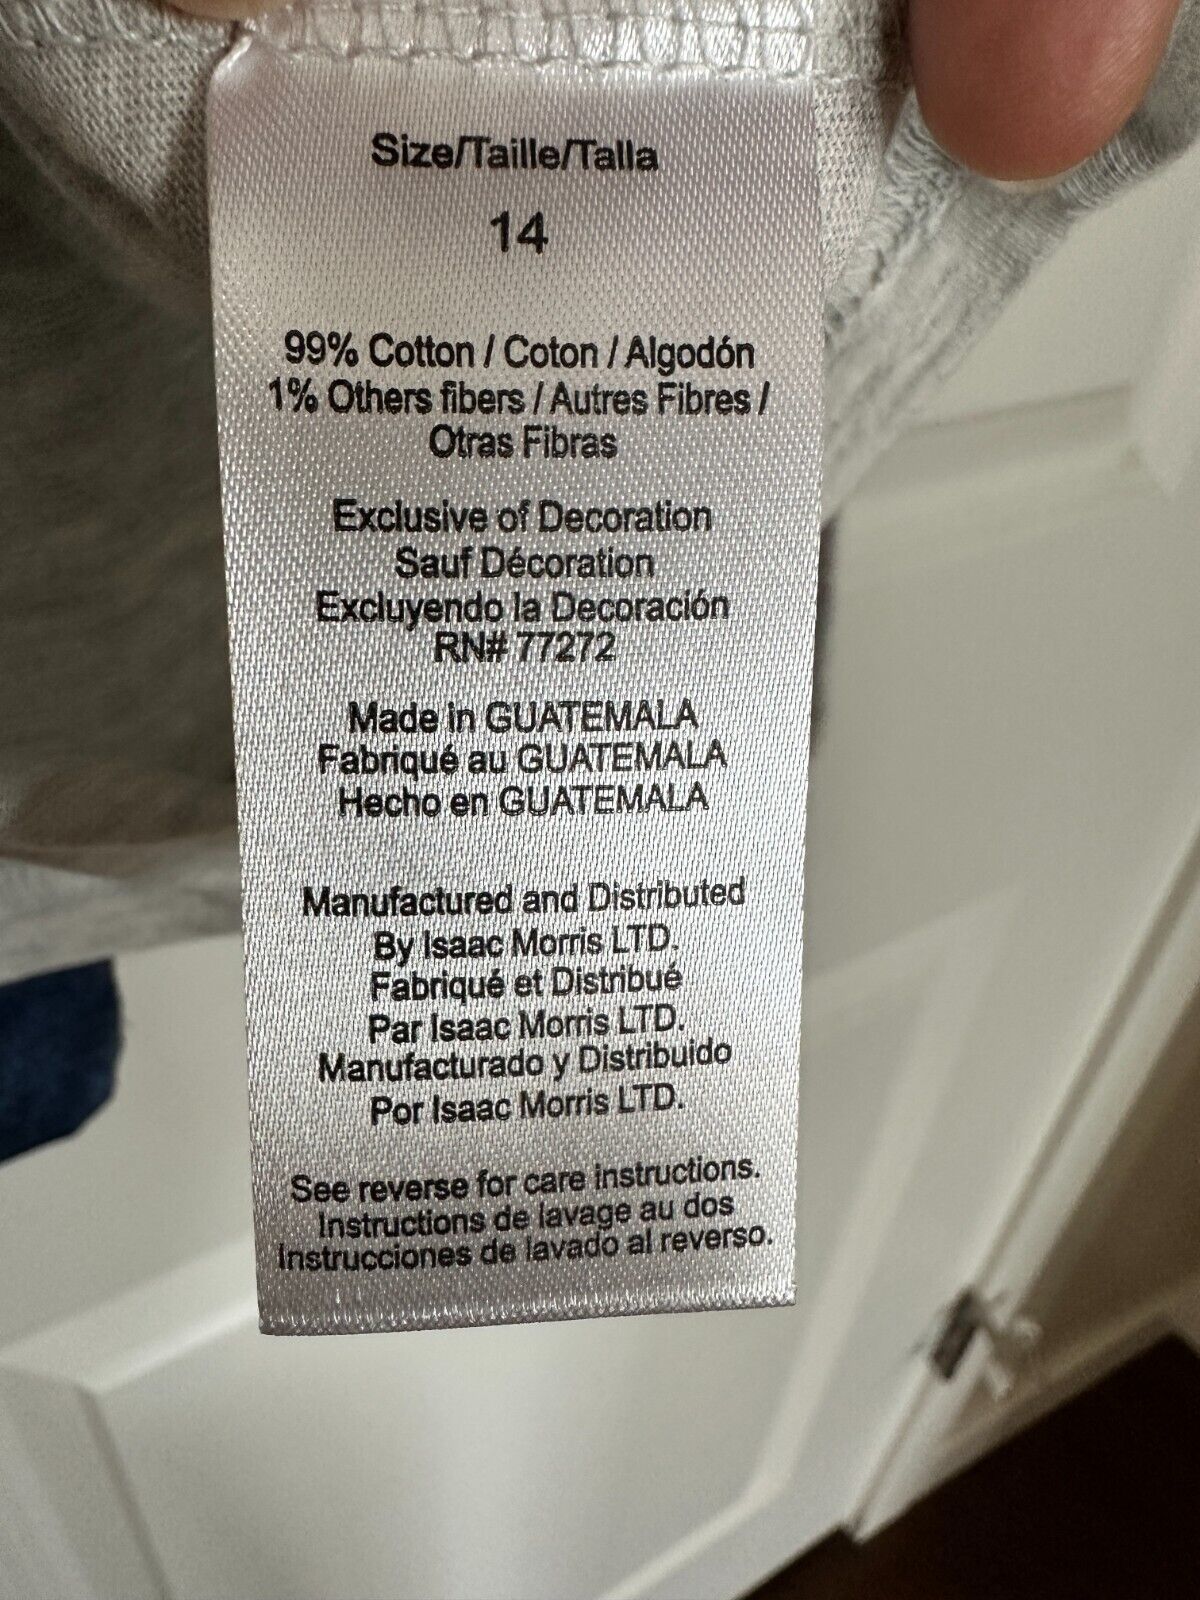 Size/Taille/Talla
14
99% Cotton / Coton / Algodón
1% Others fibers / Autres Fibres /
Otras Fibras
Exclusive of Decoration
Sauf Décoration
Excluyendo la Decoración
RN# 77272
Made in GUATEMALA
Fabriqué au GUATEMALA
Hecho en GUATEMALA
Manufactured and Distributed
By Isaac Morris LTD.
Fabriqué et Distribué
Par Isaac Morris LTD.
Manufacturado y Distribuido
Por Isaac Morris LTD.
See reverse for care instructions.
Instructions de lavage au dos
Instrucciones de lavado al reverso.